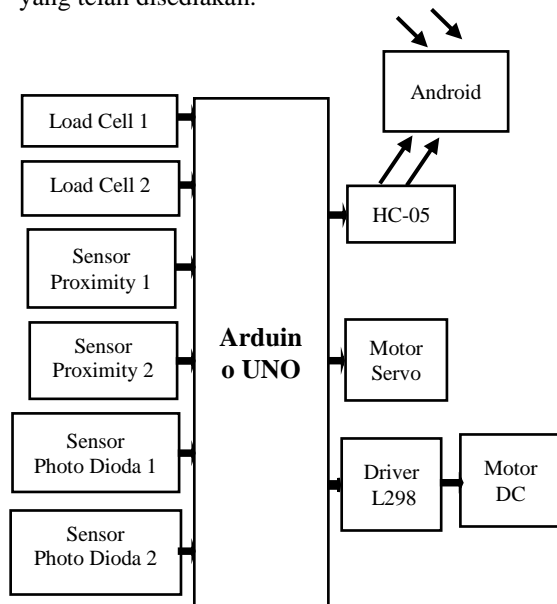 yang telah disediakan.
Android
Load Cell 1
Load Cell 2
HC-05
Sensor
Proximity 1
Sensor
Proximity 2
Arduin
o UNO
Motor
Servo
Sensor
Photo Dioda 1
Driver
L298
Motor
DC
Sensor
Photo Dioda 2